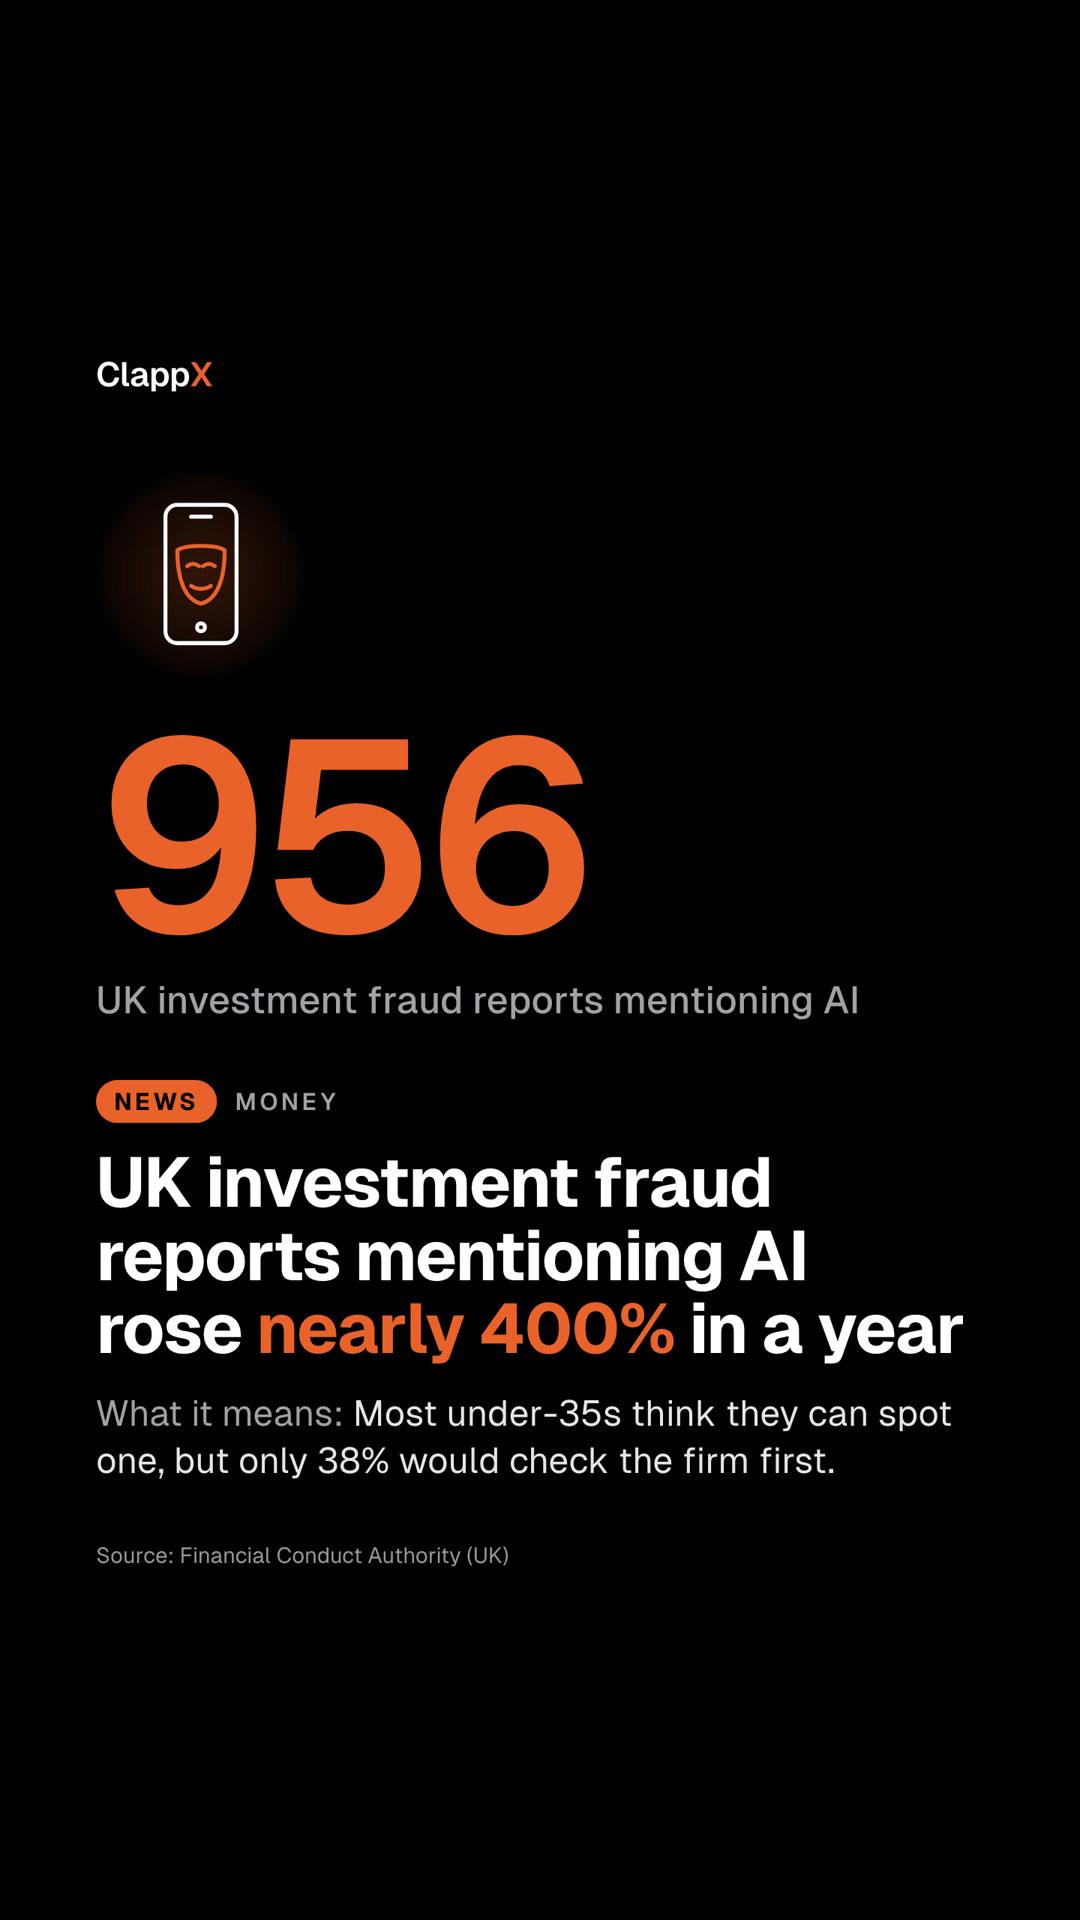 ClappX
956
UK investment fraud reports mentioning AI
NEWS MONEY
UK investment fraud
reports mentioning AI
rose nearly 400% in a year
What it means: Most under-35s think they can spot
one, but only 38% would check the firm first.
Source: Financial Conduct Authority (UK)